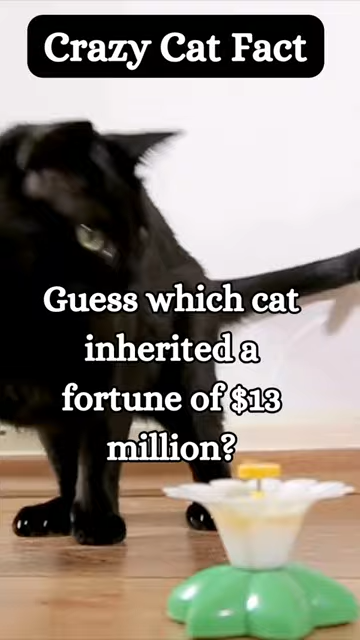 Crazy Cat Fact
Guess which cat
inherited a
fortune of $13
million?